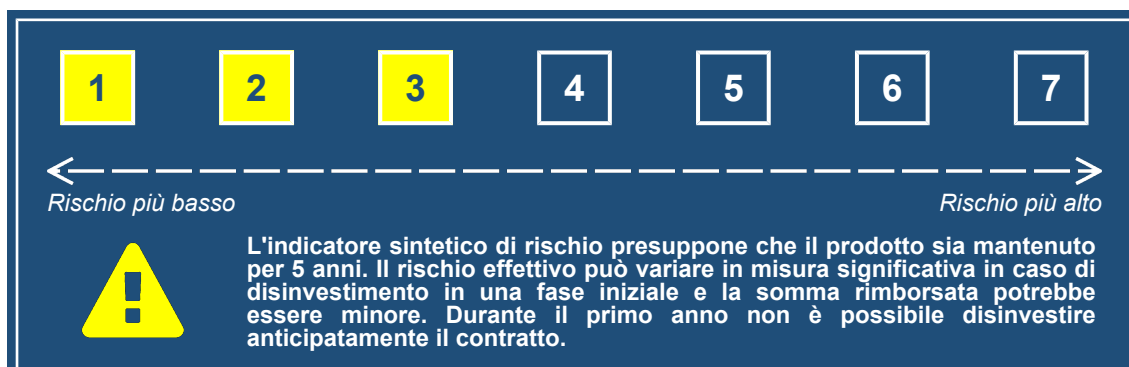 1 2 3 4 5 6 7
Rischio più basso Rischio più alto
L'indicatore sintetico di rischio presuppone che il prodotto sia mantenuto
per 5 anni. Il rischio effettivo può variare in misura significativa in caso di
disinvestimento in una fase iniziale e la somma rimborsata potrebbe
essere minore. Durante il primo anno non è possibile disinvestire
anticipatamente il contratto.